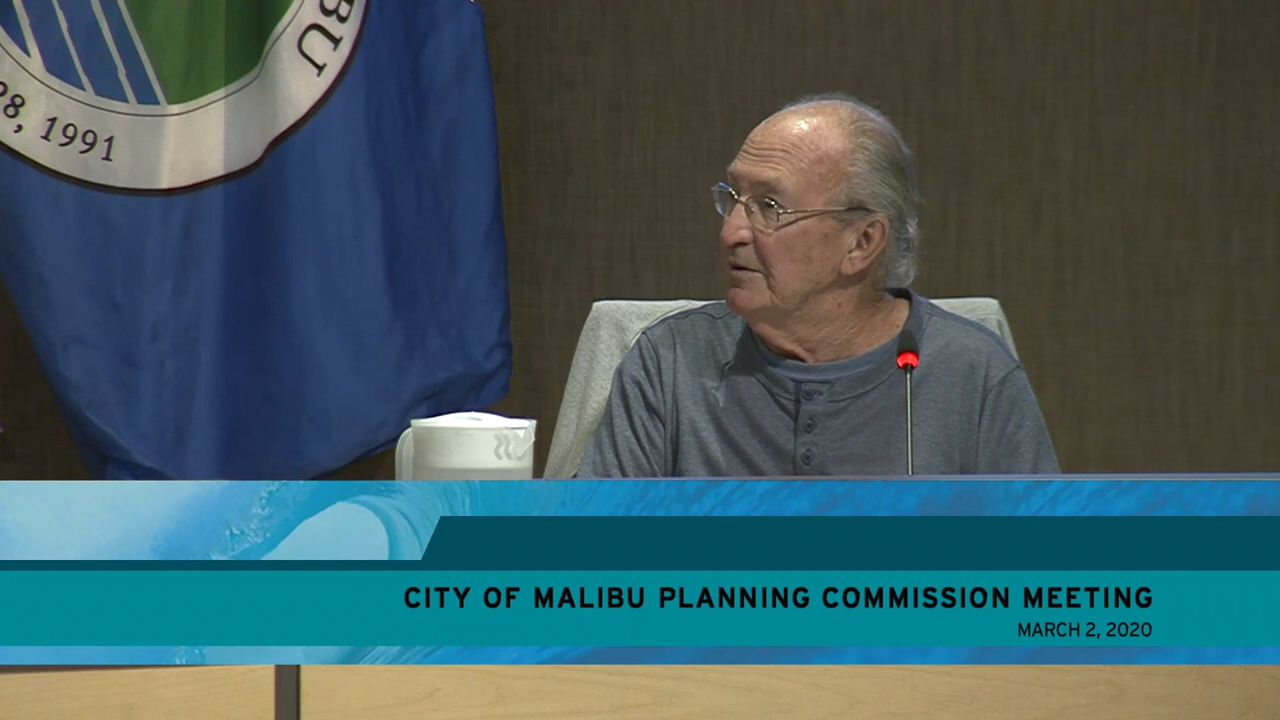 BU
28, 1991
CITY OF MALIBU PLANNING COMMISSION MEETING
MARCH 2, 2020